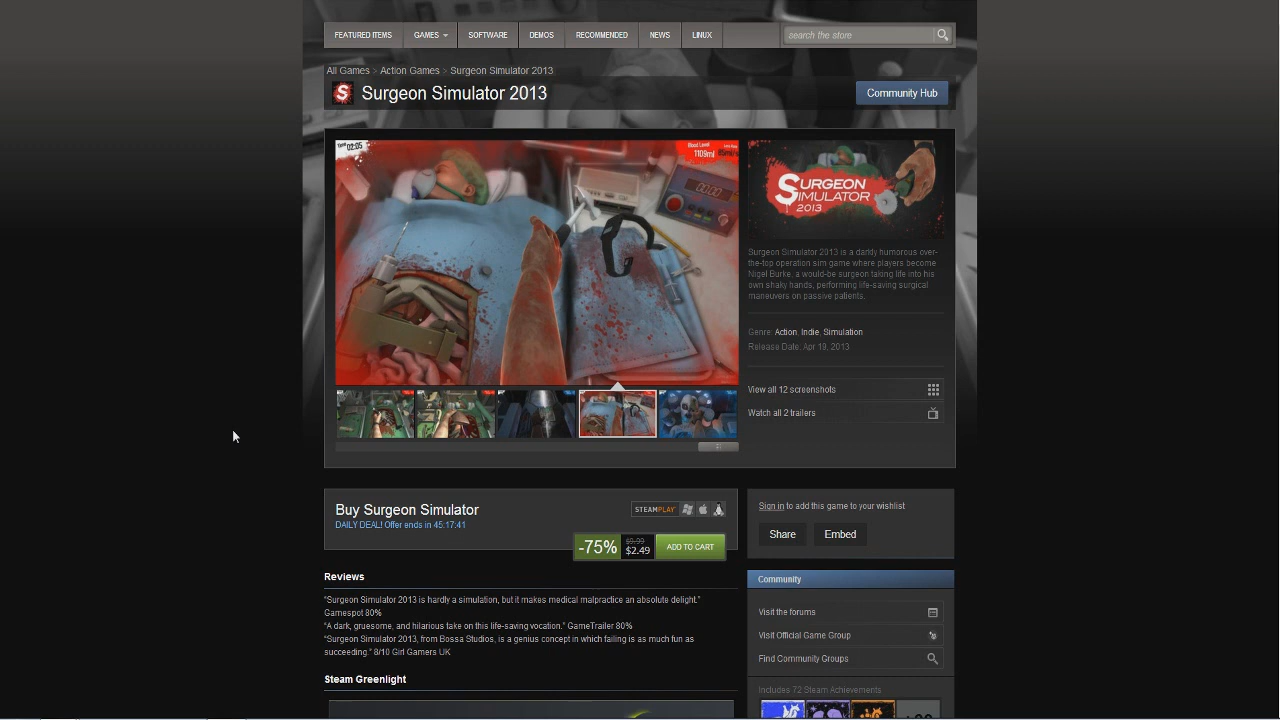 FEATURED ITEMS GAMES SOFTWARE DEMOS RECOMMENDED NEWS LINUX search the store
All Games > Action Games > Surgeon Simulator 2013
S Surgeon Simulator 2013 Community Hub
Time 02:05
Blood Level
1109ml
SURGEON
SIMULATOR
2013
Surgeon Simulator 2013 is a darkly humorous over-
the-top operation sim game where players become
Nigel Burke, a would-be surgeon taking life into his
own shaky hands, performing life-saving surgical
maneuvers on passive patients.
Genre: Action, Indie, Simulation
Release Date: Apr 19, 2013
View all 12 screenshots
Watch all 2 trailers
Buy Surgeon Simulator
STEAMPLAY
DAILY DEAL! Offer ends in 45:17:41
-75% $9.99 $2.49 ADD TO CART
Sign in to add this game to your wishlist
Share Embed
Reviews
"Surgeon Simulator 2013 is hardly a simulation, but it makes medical malpractice an absolute delight."
Gamespot 80%
"A dark, gruesome, and hilarious take on this life-saving vocation." GameTrailer 80%
"Surgeon Simulator 2013, from Bossa Studios, is a genius concept in which failing is as much fun as
succeeding." 8/10 Girl Gamers UK
Steam Greenlight
Community
Visit the forums
Visit Official Game Group
Find Community Groups
Includes 72 Steam Achievements